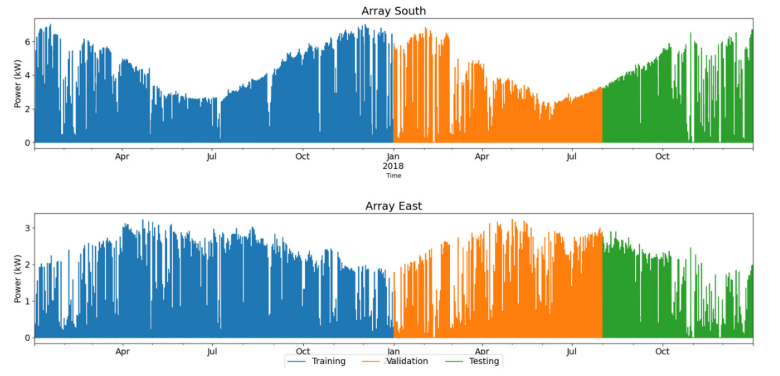 Array South
Power (kW)
6
4
2
0
Apr Jul Oct Jan Apr Jul Oct
2018
Time
Array East
Power (kW)
3
2
1
0
Apr Jul Oct Jan Apr Jul Oct
Training Validation Testing